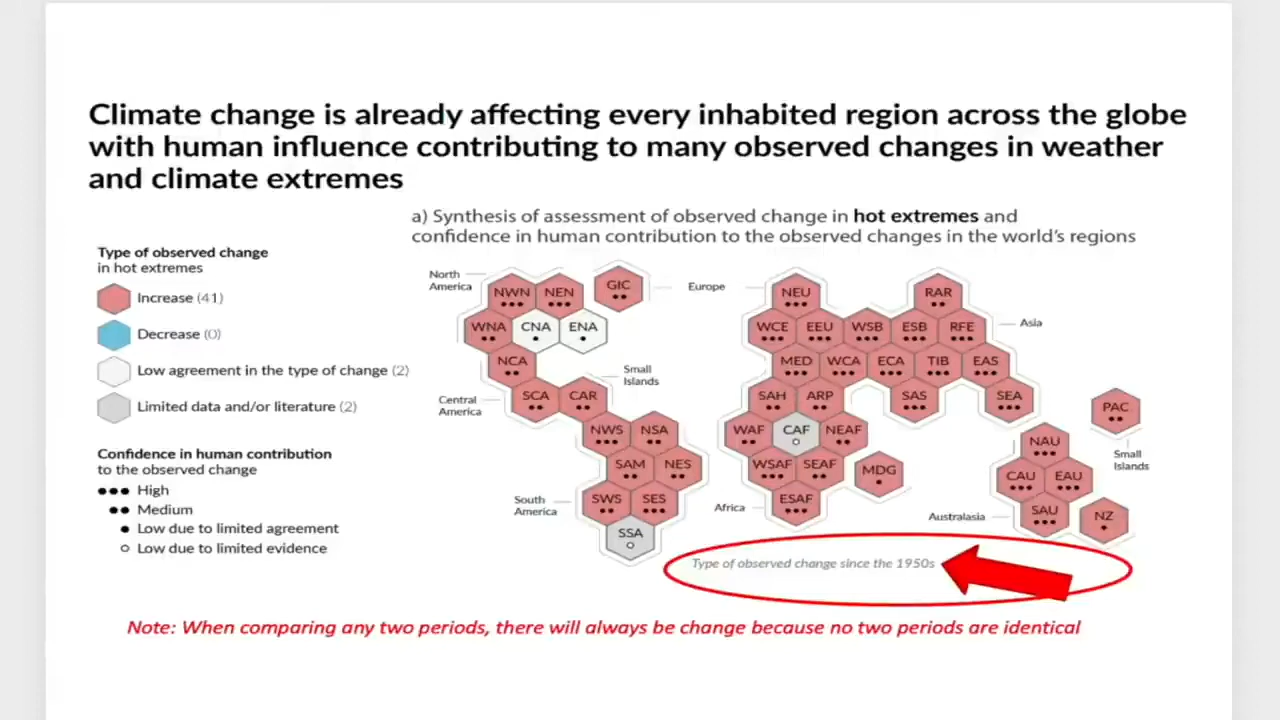 Climate change is already affecting every inhabited region across the globe
with human influence contributing to many observed changes in weather
and climate extremes
a) Synthesis of assessment of observed change in hot extremes and
confidence in human contribution to the observed changes in the world's regions
Type of observed change
in hot extremes
Increase (41)
Decrease (0)
Low agreement in the type of change (2)
Limited data and/or literature (2)
Confidence in human contribution
to the observed change
High
Medium
Low due to limited agreement
Low due to limited evidence
North
America
NWN NEN GIC
WNA CNA ENA
NCA
Small
Islands
Central
America
SCA CAR
NWS NSA
SAM NES
South
America
SWS SES
SSA
Europe
NEU RAR
WCE EEU WSB ESB RFE
Asia
MED WCA ECA TIB EAS
SAH ARP SAS SEA
WAF CAF NEAF
WSAF SEAF MDG
Africa
ESAF
PAC
Small
Islands
NAU
CAU EAU
Australasia
SAU NZ
Type of observed change since the 1950s
Note: When comparing any two periods, there will always be change because no two periods are identical